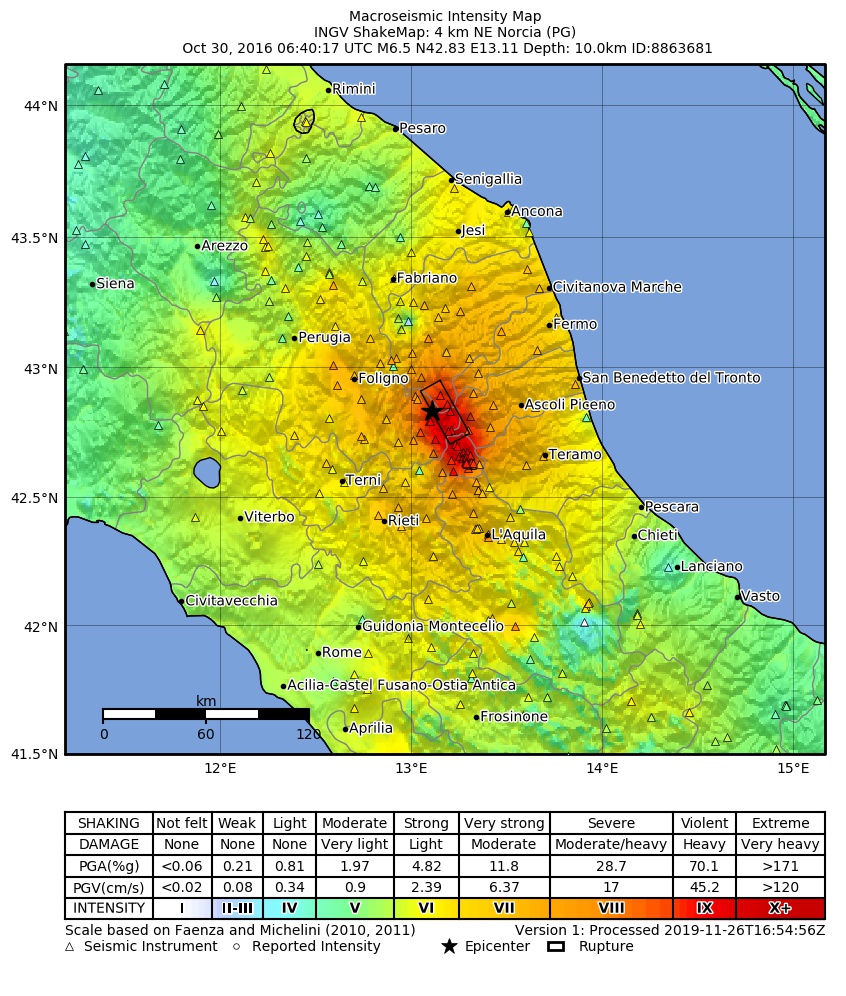 Macroseismic Intensity Map
INGV ShakeMap: 4 km NE Norcia (PG)
Oct 30, 2016 06:40:17 UTC M6.5 N42.83 E13.11 Depth: 10.0km ID:8863681
44°N
Rimini
Pesaro
Senigallia
Ancona
43.5°N
Jesi
Arezzo
Siena
Fabriano
Civitanova Marche
Fermo
Perugia
43°N
Foligno
San Benedetto del Tronto
Ascoli Piceno
Teramo
Terni
42.5°N
Pescara
Viterbo
Rieti
L'Aquila
Chieti
Lanciano
Vasto
Civitavecchia
42°N
Guidonia Montecelio
Rome
Acilia-Castel Fusano-Ostia Antica
Frosinone
Aprilia
km
0 60 120
41.5°N
12°E 13°E 14°E 15°E
SHAKING Not felt Weak Light Moderate Strong Very strong Severe Violent Extreme
DAMAGE None None None Very light Light Moderate Moderate/heavy Heavy Very heavy
PGA(%g) <0.06 0.21 0.81 1.97 4.82 11.8 28.7 70.1 >171
PGV(cm/s) <0.02 0.08 0.34 0.9 2.39 6.37 17 45.2 >120
INTENSITY I II-III IV V VI VII VIII IX X+
Scale based on Faenza and Michelini (2010, 2011) Version 1: Processed 2019-11-26T16:54:56Z
Seismic Instrument Reported Intensity Epicenter Rupture